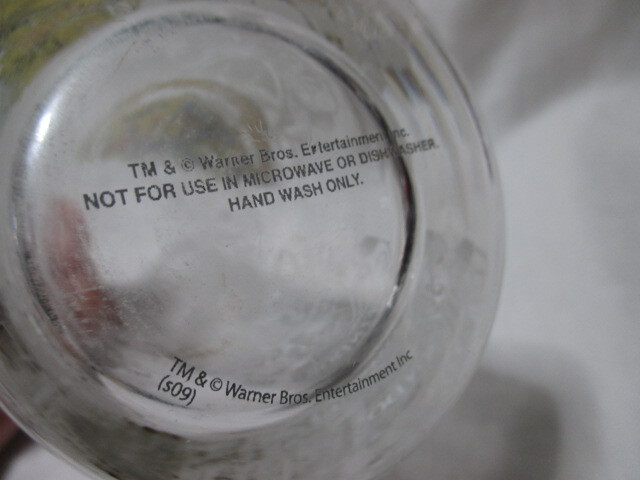 TM & © Warner Bros. Entertainment Inc.
NOT FOR USE IN MICROWAVE OR DISHWASHER.
HAND WASH ONLY.
TM & © Warner Bros. Entertainment Inc
(s09)